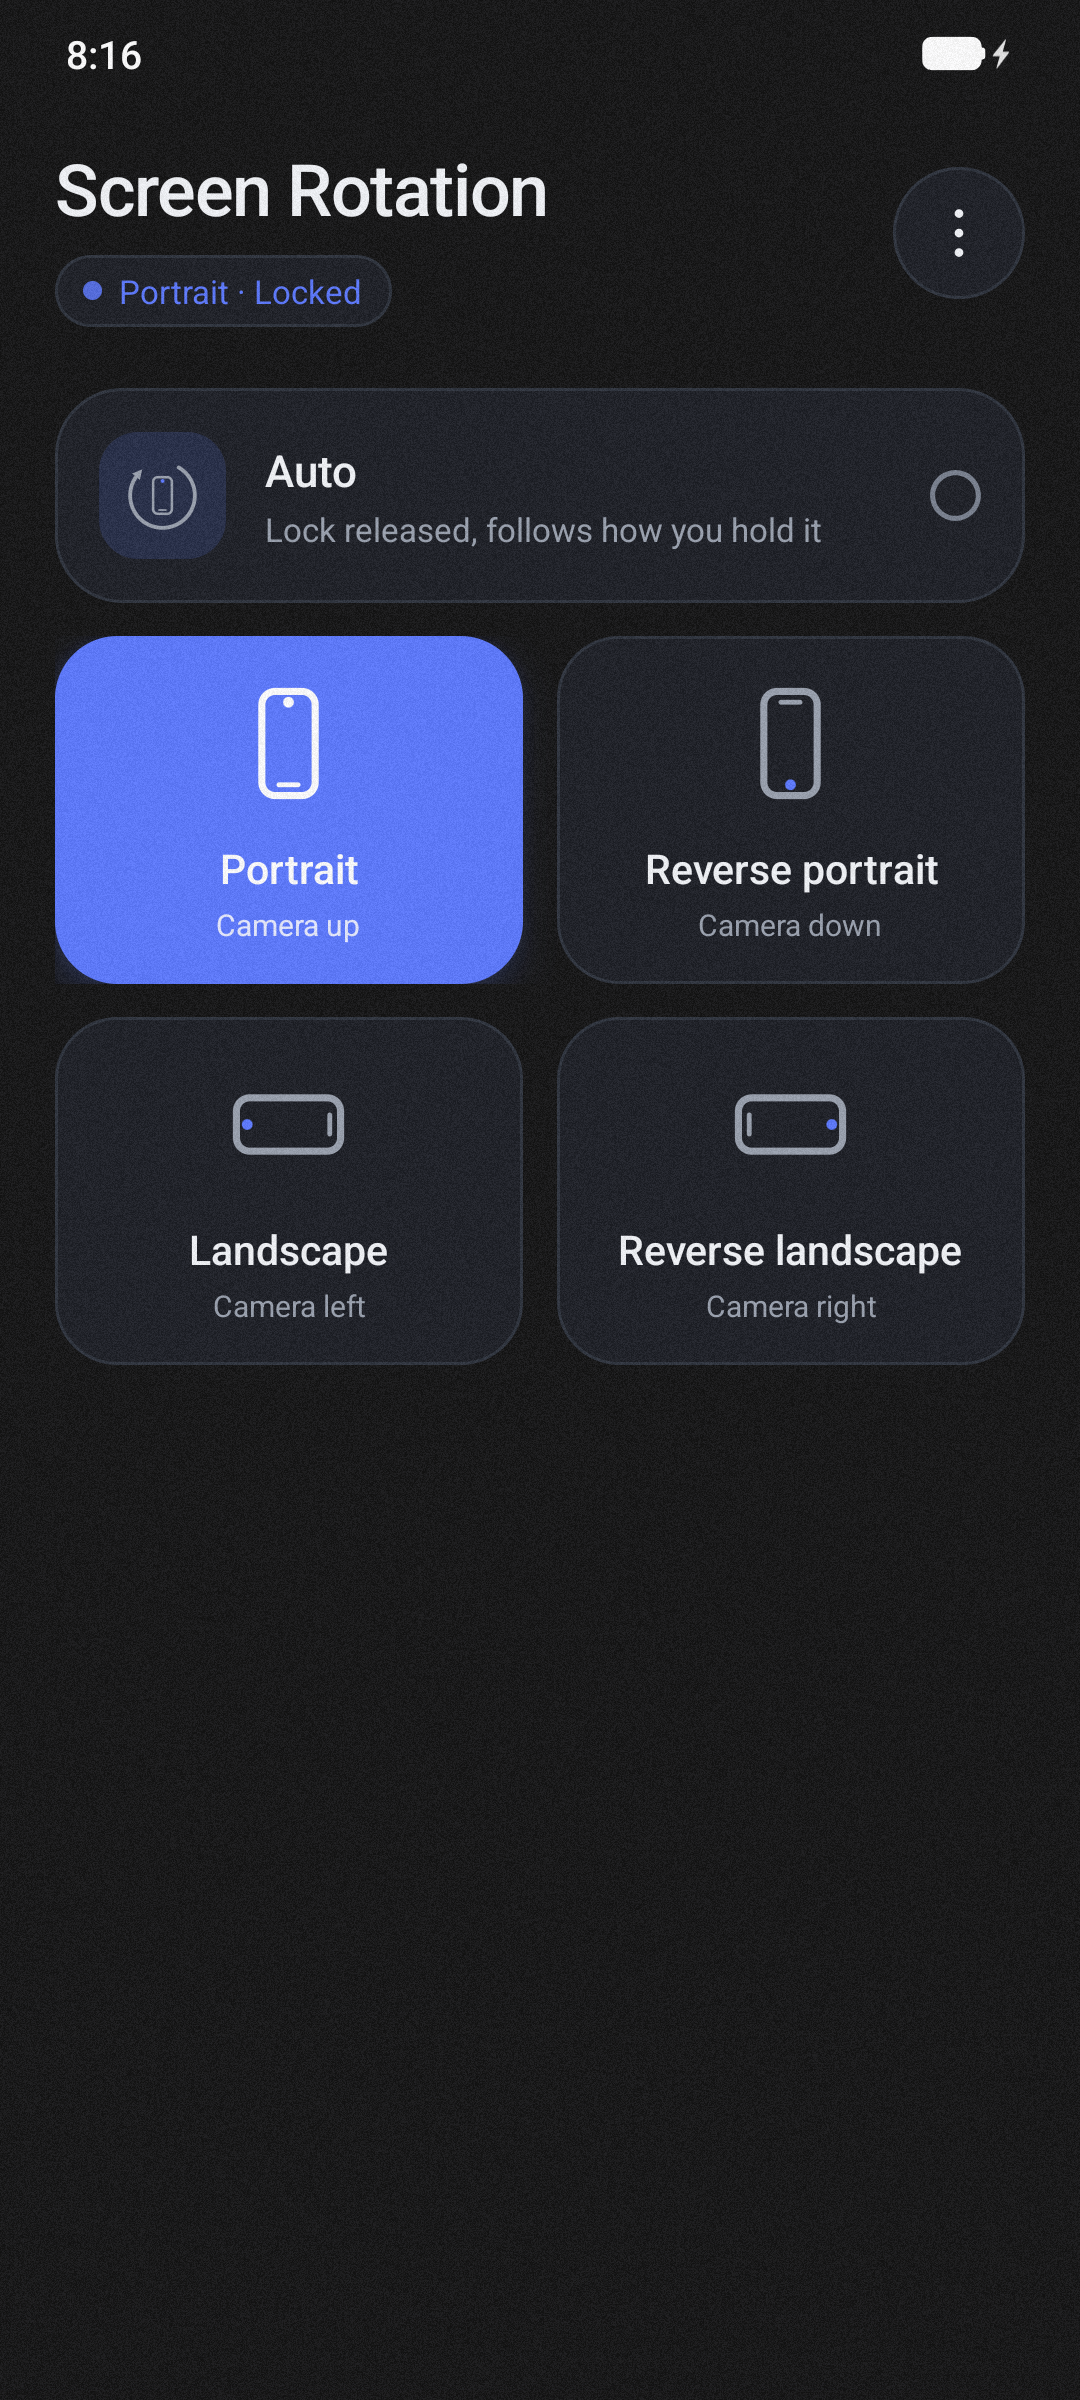 8:16
Screen Rotation
Portrait · Locked
Auto
Lock released, follows how you hold it
Portrait
Camera up
Reverse portrait
Camera down
Landscape
Camera left
Reverse landscape
Camera right